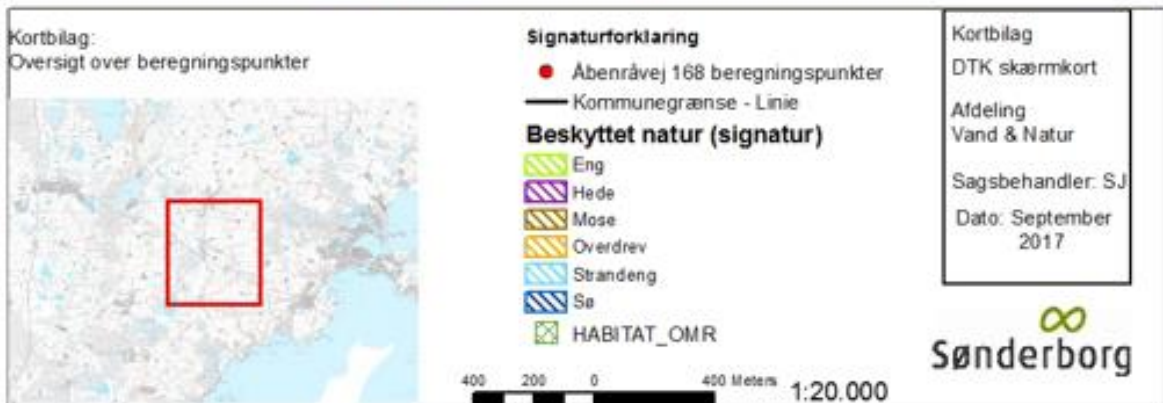 Kortbilag:
Oversigt over beregningspunkter
Signaturforklaring
Åbenråvej 168 beregningspunkter
Kommunegrænse - Linie
Beskyttet natur (signatur)
Eng
Hede
Mose
Overdrev
Strandeng
Sø
HABITAT_OMR
400 200 0 400 Meters 1:20.000
Kortbilag
DTK skærmkort
Afdeling
Vand & Natur
Sagsbehandler: SJ
Dato: September
2017
Sønderborg